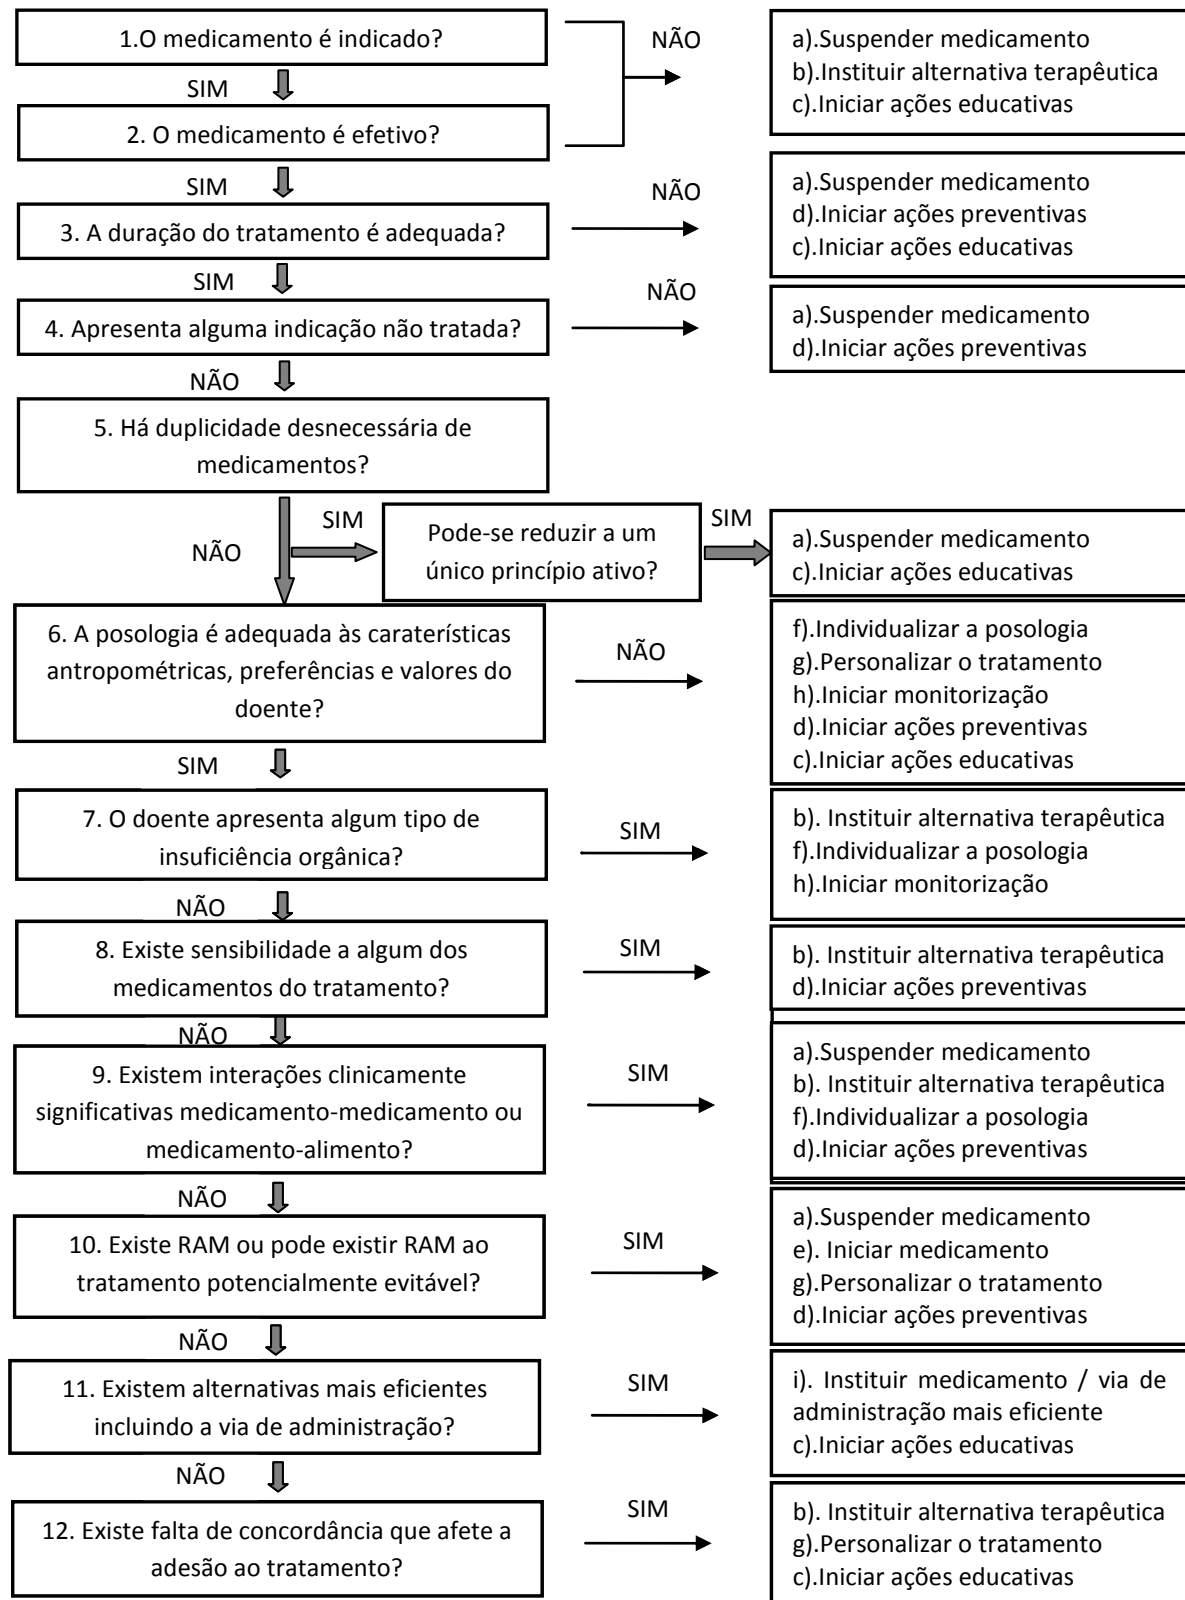 1.O medicamento é indicado?
NÃO
a).Suspender medicamento
b).Instituir alternativa terapêutica
c).Iniciar ações educativas
SIM
2. O medicamento é efetivo?
SIM
NÃO
a).Suspender medicamento
d).Iniciar ações preventivas
c).Iniciar ações educativas
3. A duração do tratamento é adequada?
SIM
NÃO
a).Suspender medicamento
d).Iniciar ações preventivas
4. Apresenta alguma indicação não tratada?
NÃO
5. Há duplicidade desnecessária de
medicamentos?
NÃO
SIM
Pode-se reduzir a um
único princípio ativo?
SIM
a).Suspender medicamento
c).Iniciar ações educativas
6. A posologia é adequada às caraterísticas
antropométricas, preferências e valores do
doente?
NÃO
f).Individualizar a posologia
g).Personalizar o tratamento
h).Iniciar monitorização
d).Iniciar ações preventivas
c).Iniciar ações educativas
SIM
7. O doente apresenta algum tipo de
insuficiência orgânica?
SIM
b). Instituir alternativa terapêutica
f).Individualizar a posologia
h).Iniciar monitorização
NÃO
8. Existe sensibilidade a algum dos
medicamentos do tratamento?
SIM
b). Instituir alternativa terapêutica
d).Iniciar ações preventivas
NÃO
9. Existem interações clinicamente
significativas medicamento-medicamento ou
medicamento-alimento?
SIM
a).Suspender medicamento
b). Instituir alternativa terapêutica
f).Individualizar a posologia
d).Iniciar ações preventivas
NÃO
10. Existe RAM ou pode existir RAM ao
tratamento potencialmente evitável?
SIM
a).Suspender medicamento
e). Iniciar medicamento
g).Personalizar o tratamento
d).Iniciar ações preventivas
NÃO
11. Existem alternativas mais eficientes
incluindo a via de administração?
SIM
i). Instituir medicamento / via de
administração mais eficiente
c).Iniciar ações educativas
NÃO
12. Existe falta de concordância que afete a
adesão ao tratamento?
SIM
b). Instituir alternativa terapêutica
g).Personalizar o tratamento
c).Iniciar ações educativas